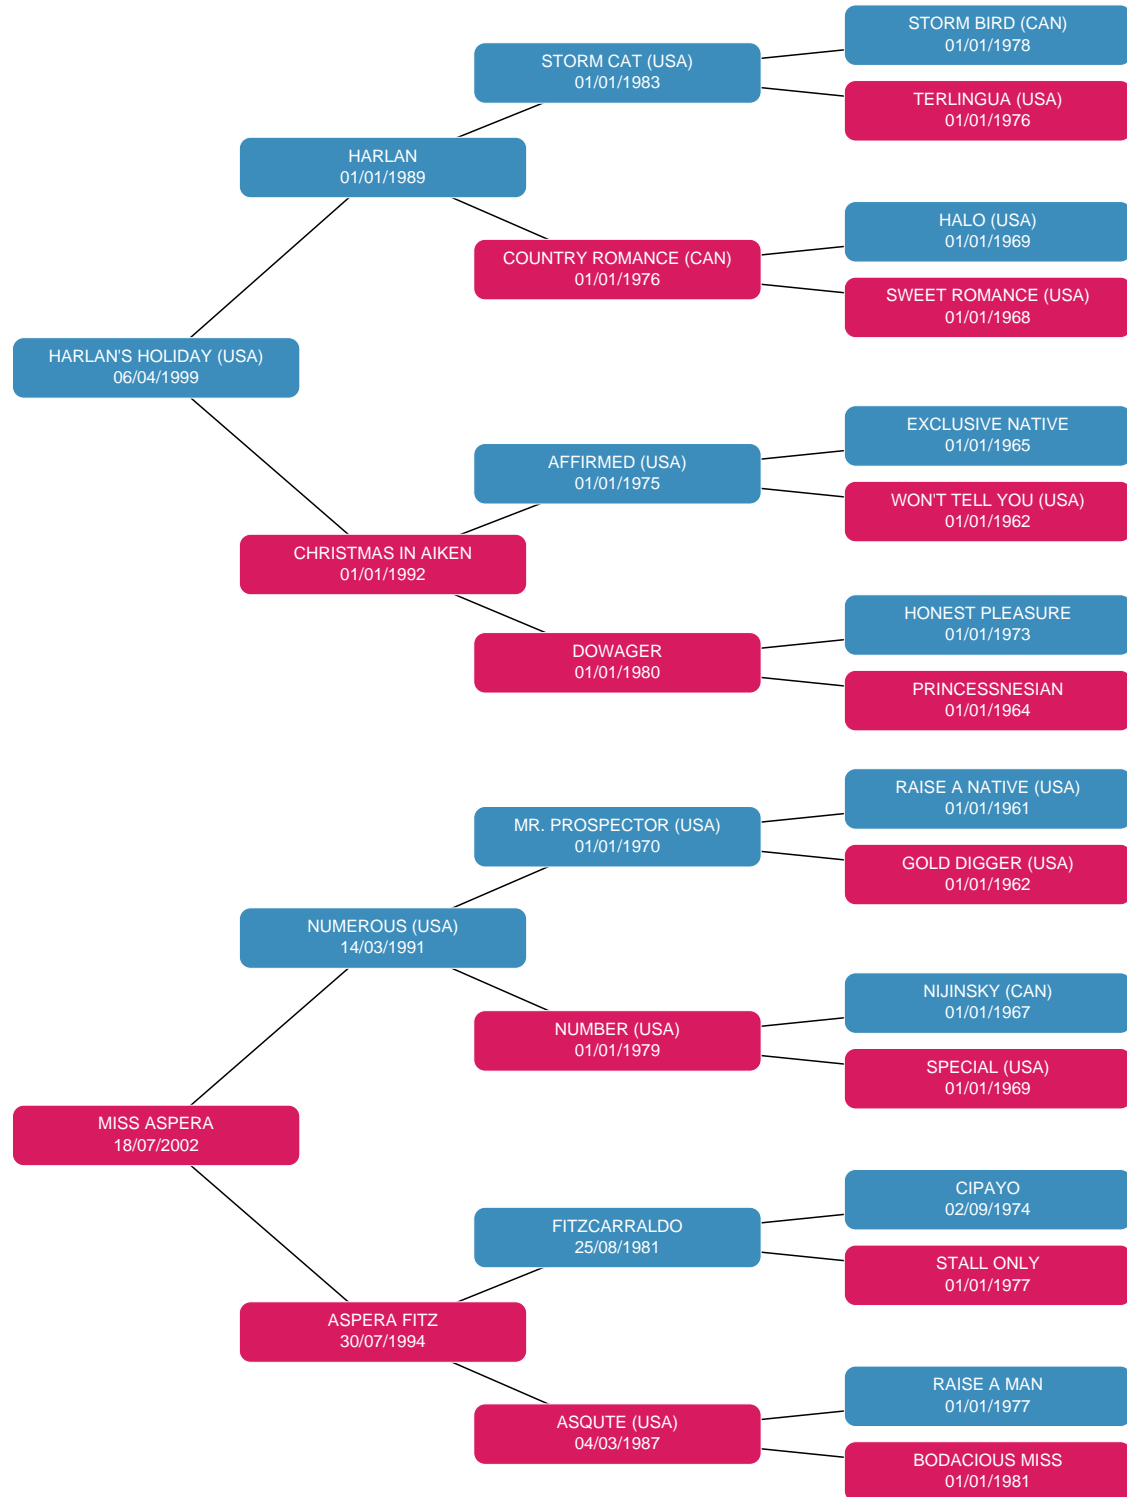 STORM BIRD (CAN)
01/01/1978
STORM CAT (USA)
01/01/1983
TERLINGUA (USA)
01/01/1976
HARLAN
01/01/1989
HALO (USA)
01/01/1969
COUNTRY ROMANCE (CAN)
01/01/1976
SWEET ROMANCE (USA)
01/01/1968
HARLAN'S HOLIDAY (USA)
06/04/1999
EXCLUSIVE NATIVE
01/01/1965
AFFIRMED (USA)
01/01/1975
WON'T TELL YOU (USA)
01/01/1962
CHRISTMAS IN AIKEN
01/01/1992
HONEST PLEASURE
01/01/1973
DOWAGER
01/01/1980
PRINCESSNESIAN
01/01/1964
RAISE A NATIVE (USA)
01/01/1961
MR. PROSPECTOR (USA)
01/01/1970
GOLD DIGGER (USA)
01/01/1962
NUMEROUS (USA)
14/03/1991
NIJINSKY (CAN)
01/01/1967
NUMBER (USA)
01/01/1979
SPECIAL (USA)
01/01/1969
MISS ASPERA
18/07/2002
CIPAYO
02/09/1974
FITZCARRALDO
25/08/1981
STALL ONLY
01/01/1977
ASPERA FITZ
30/07/1994
RAISE A MAN
01/01/1977
ASQUTE (USA)
04/03/1987
BODACIOUS MISS
01/01/1981